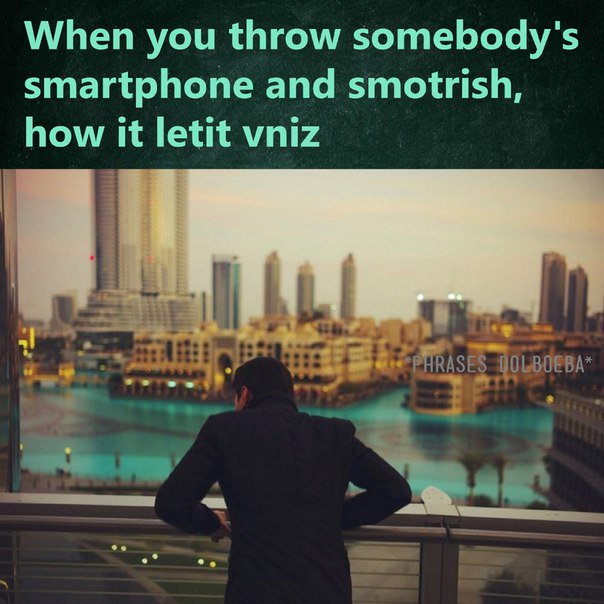 When you throw somebody's
smartphone and smotrish,
how it letit vniz
*PHRASES DOLBOEBA*